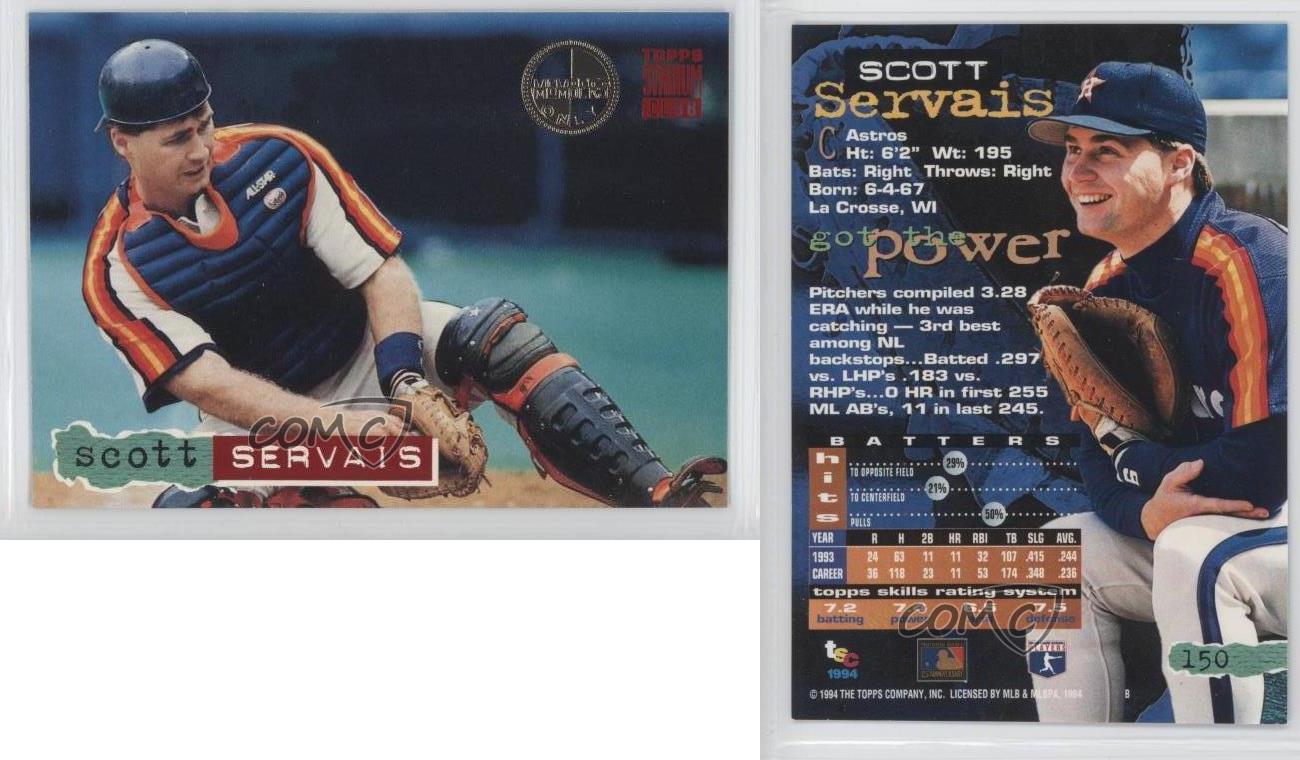 MEMBERS
ONLY
TOPPS
STADIUM
CLUB
ALL-STAR
scott SERVAIS
COMC
SCOTT
Servais
C Astros
Ht: 6'2" Wt: 195
Bats: Right Throws: Right
Born: 6-4-67
La Crosse, WI
got the power
Pitchers compiled 3.28
ERA while he was
catching — 3rd best
among NL
backstops...Batted .297
vs. LHP's .183 vs.
RHP's...0 HR in first 255
ML AB's, 11 in last 245.
BATTERS
hits
TO OPPOSITE FIELD 29%
TO CENTERFIELD 21%
PULLS 50%
YEAR R H 2B HR RBI TB SLG AVG.
1993 24 63 11 11 32 107 .415 .244
CAREER 36 118 23 11 53 174 .348 .236
topps skills rating system
7.2 7.5
batting power defense
COMC
tsc
1994
PLAYERS
150
© 1994 THE TOPPS COMPANY, INC. LICENSED BY MLB & MLBPA, 1994 B